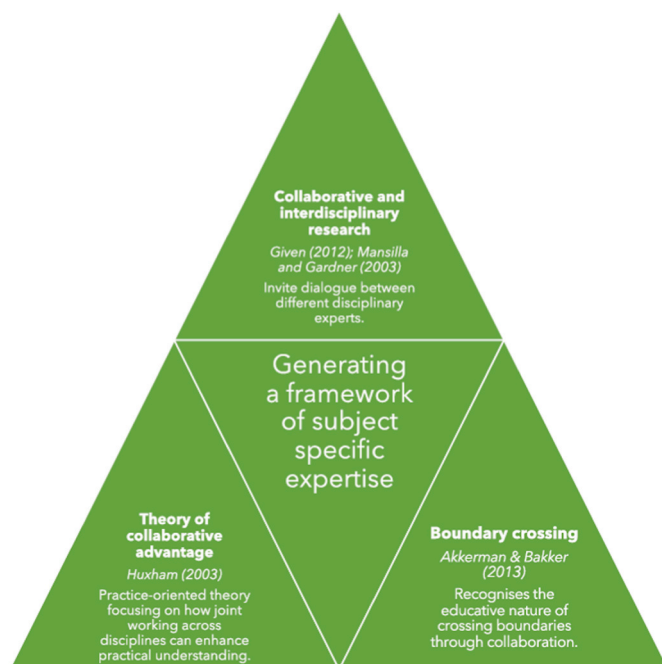 Collaborative and
interdisciplinary
research
Given (2012); Mansilla
and Gardner (2003)
Invite dialogue between
different disciplinary
experts.
Generating
a framework
of subject
specific
expertise
Theory of
collaborative
advantage
Huxham (2003)
Practice-oriented theory
focusing on how joint
working across
disciplines can enhance
practical understanding.
Boundary crossing
Akkerman & Bakker
(2013)
Recognises the
educative nature of
crossing boundaries
through collaboration.